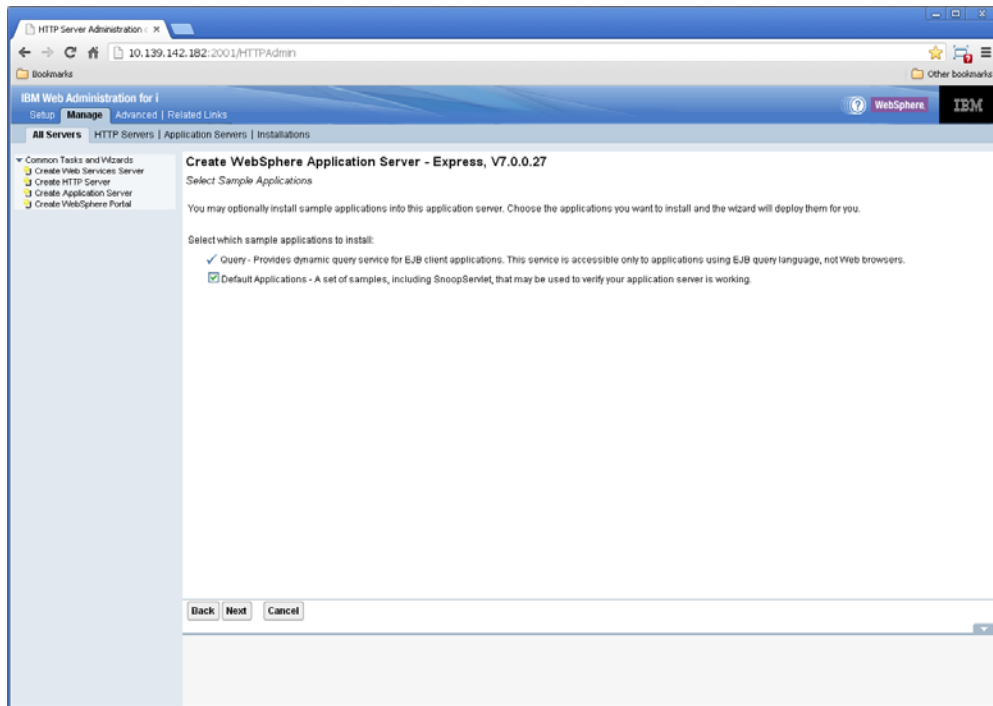 HTTP Server Administration
10.139.142.182:2001/HTTPAdmin
Bookmarks
Other bookmarks
IBM Web Administration for i
Setup Manage Advanced | Related Links
WebSphere.
IBM
All Servers HTTP Servers | Application Servers | Installations
Common Tasks and Wizards
Create Web Services Server
Create HTTP Server
Create Application Server
Create WebSphere Portal
Create WebSphere Application Server - Express, V7.0.0.27
Select Sample Applications
You may optionally install sample applications into this application server. Choose the applications you want to install and the wizard will deploy them for you.
Select which sample applications to install:
Query - Provides dynamic query service for EJB client applications. This service is accessible only to applications using EJB query language, not Web browsers.
Default Applications - A set of samples, including SnoopServlet, that may be used to verify your application server is working.
Back Next Cancel